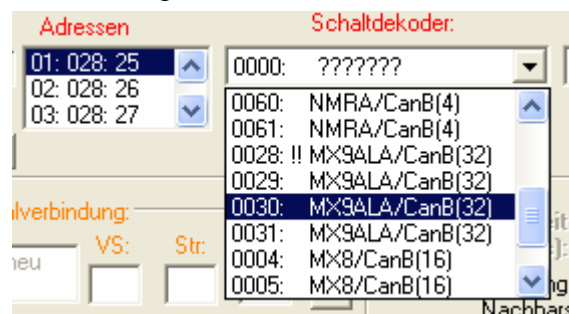 Adressen
Schaltdekoder:
01: 028: 25
02: 028: 26
03: 028: 27
0000: ???????
0060: NMRA/CanB(4)
0061: NMRA/CanB(4)
0028: !! MX9ALA/CanB(32)
0029: MX9ALA/CanB(32)
0030: MX9ALA/CanB(32)
0031: MX9ALA/CanB(32)
0004: MX8/CanB(16)
0005: MX8/CanB(16)
lverbindung:
VS:
Str:
neu